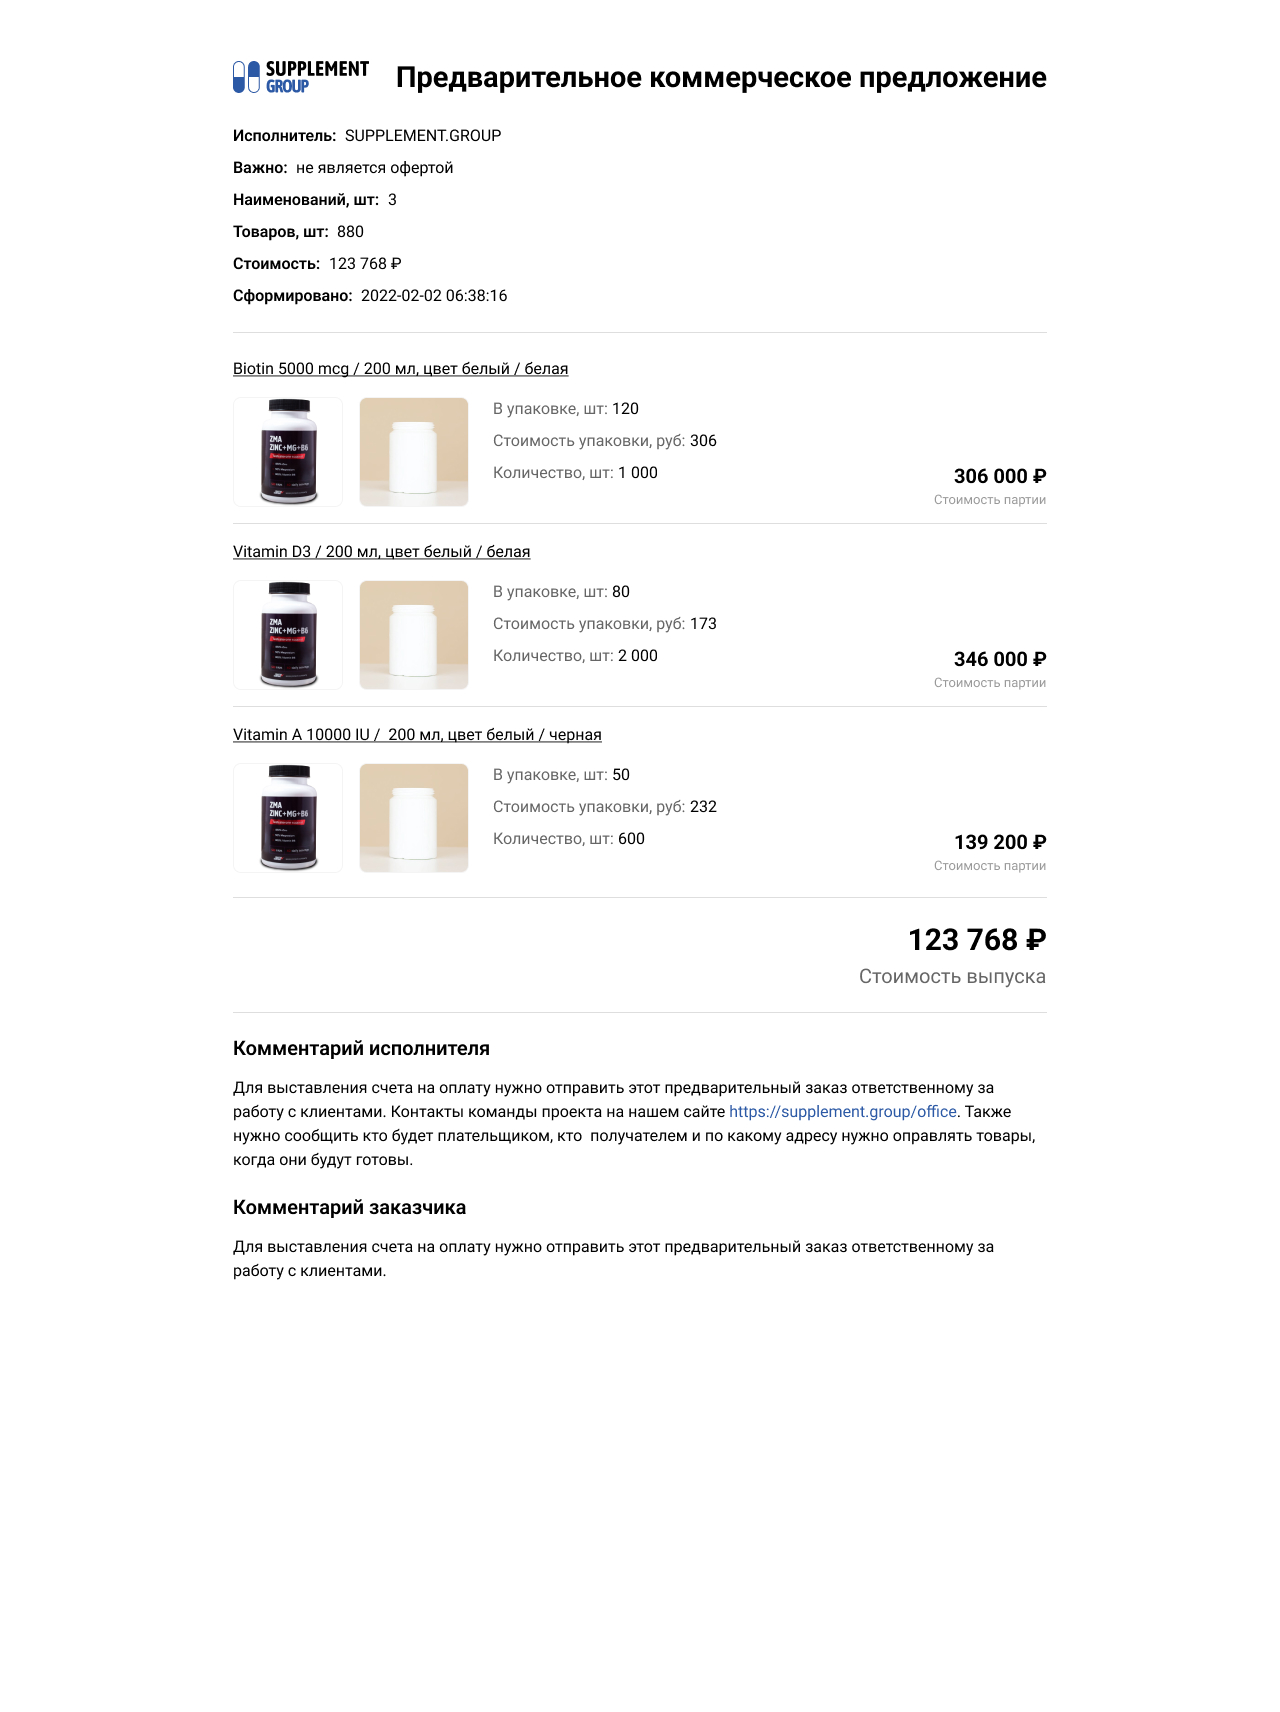 SUPPLEMENT
GROUP
Предварительное коммерческое предложение
Исполнитель: SUPPLEMENT.GROUP
Важно: не является офертой
Наименований, шт: 3
Товаров, шт: 880
Стоимость: 123 768 ₽
Сформировано: 2022-02-02 06:38:16
Biotin 5000 mcg / 200 мл, цвет белый / белая
ZMA
ZINC+MG+B6
В упаковке, шт: 120
Стоимость упаковки, руб: 306
Количество, шт: 1 000
306 000 ₽
Стоимость партии
Vitamin D3 / 200 мл, цвет белый / белая
ZMA
ZINC+MG+B6
В упаковке, шт: 80
Стоимость упаковки, руб: 173
Количество, шт: 2 000
346 000 ₽
Стоимость партии
Vitamin A 10000 IU /  200 мл, цвет белый / черная
ZMA
ZINC+MG+B6
В упаковке, шт: 50
Стоимость упаковки, руб: 232
Количество, шт: 600
139 200 ₽
Стоимость партии
123 768 ₽
Стоимость выпуска
Комментарий исполнителя
Для выставления счета на оплату нужно отправить этот предварительный заказ ответственному за
работу с клиентами. Контакты команды проекта на нашем сайте https://supplement.group/office. Также
нужно сообщить кто будет плательщиком, кто  получателем и по какому адресу нужно оправлять товары,
когда они будут готовы.
Комментарий заказчика
Для выставления счета на оплату нужно отправить этот предварительный заказ ответственному за
работу с клиентами.